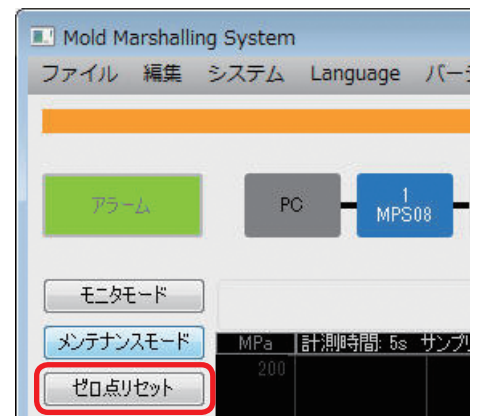 Mold Marshalling System
ファイル 編集 システム Language
アラーム PC 1
MPS08
モニタモード
メンテナンスモード MPa 計測時間: 5s サンプリ
ゼロ点リセット 200